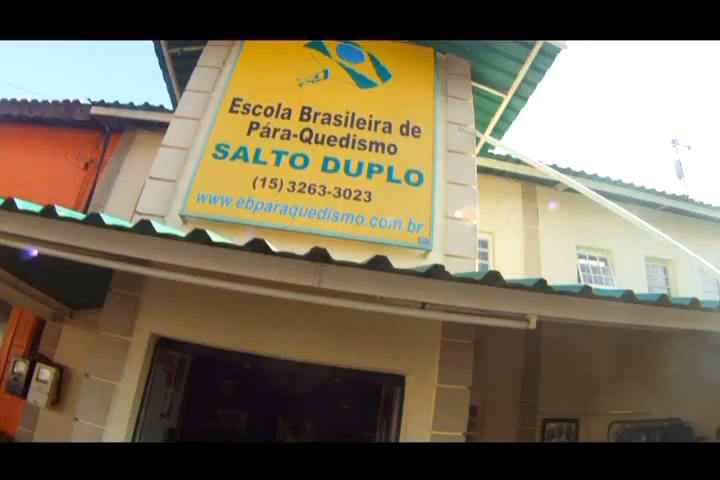 Escola Brasileira de
Pára-Quedismo
SALTO DUPLO
(15) 3263-3023
www.ebparaquedismo.com.br